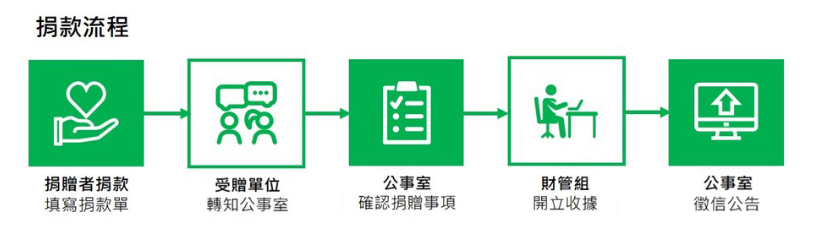 捐款流程
捐贈者捐款
填寫捐款單
受贈單位
轉知公事室
公事室
確認捐贈事項
財管組
開立收據
公事室
徵信公告